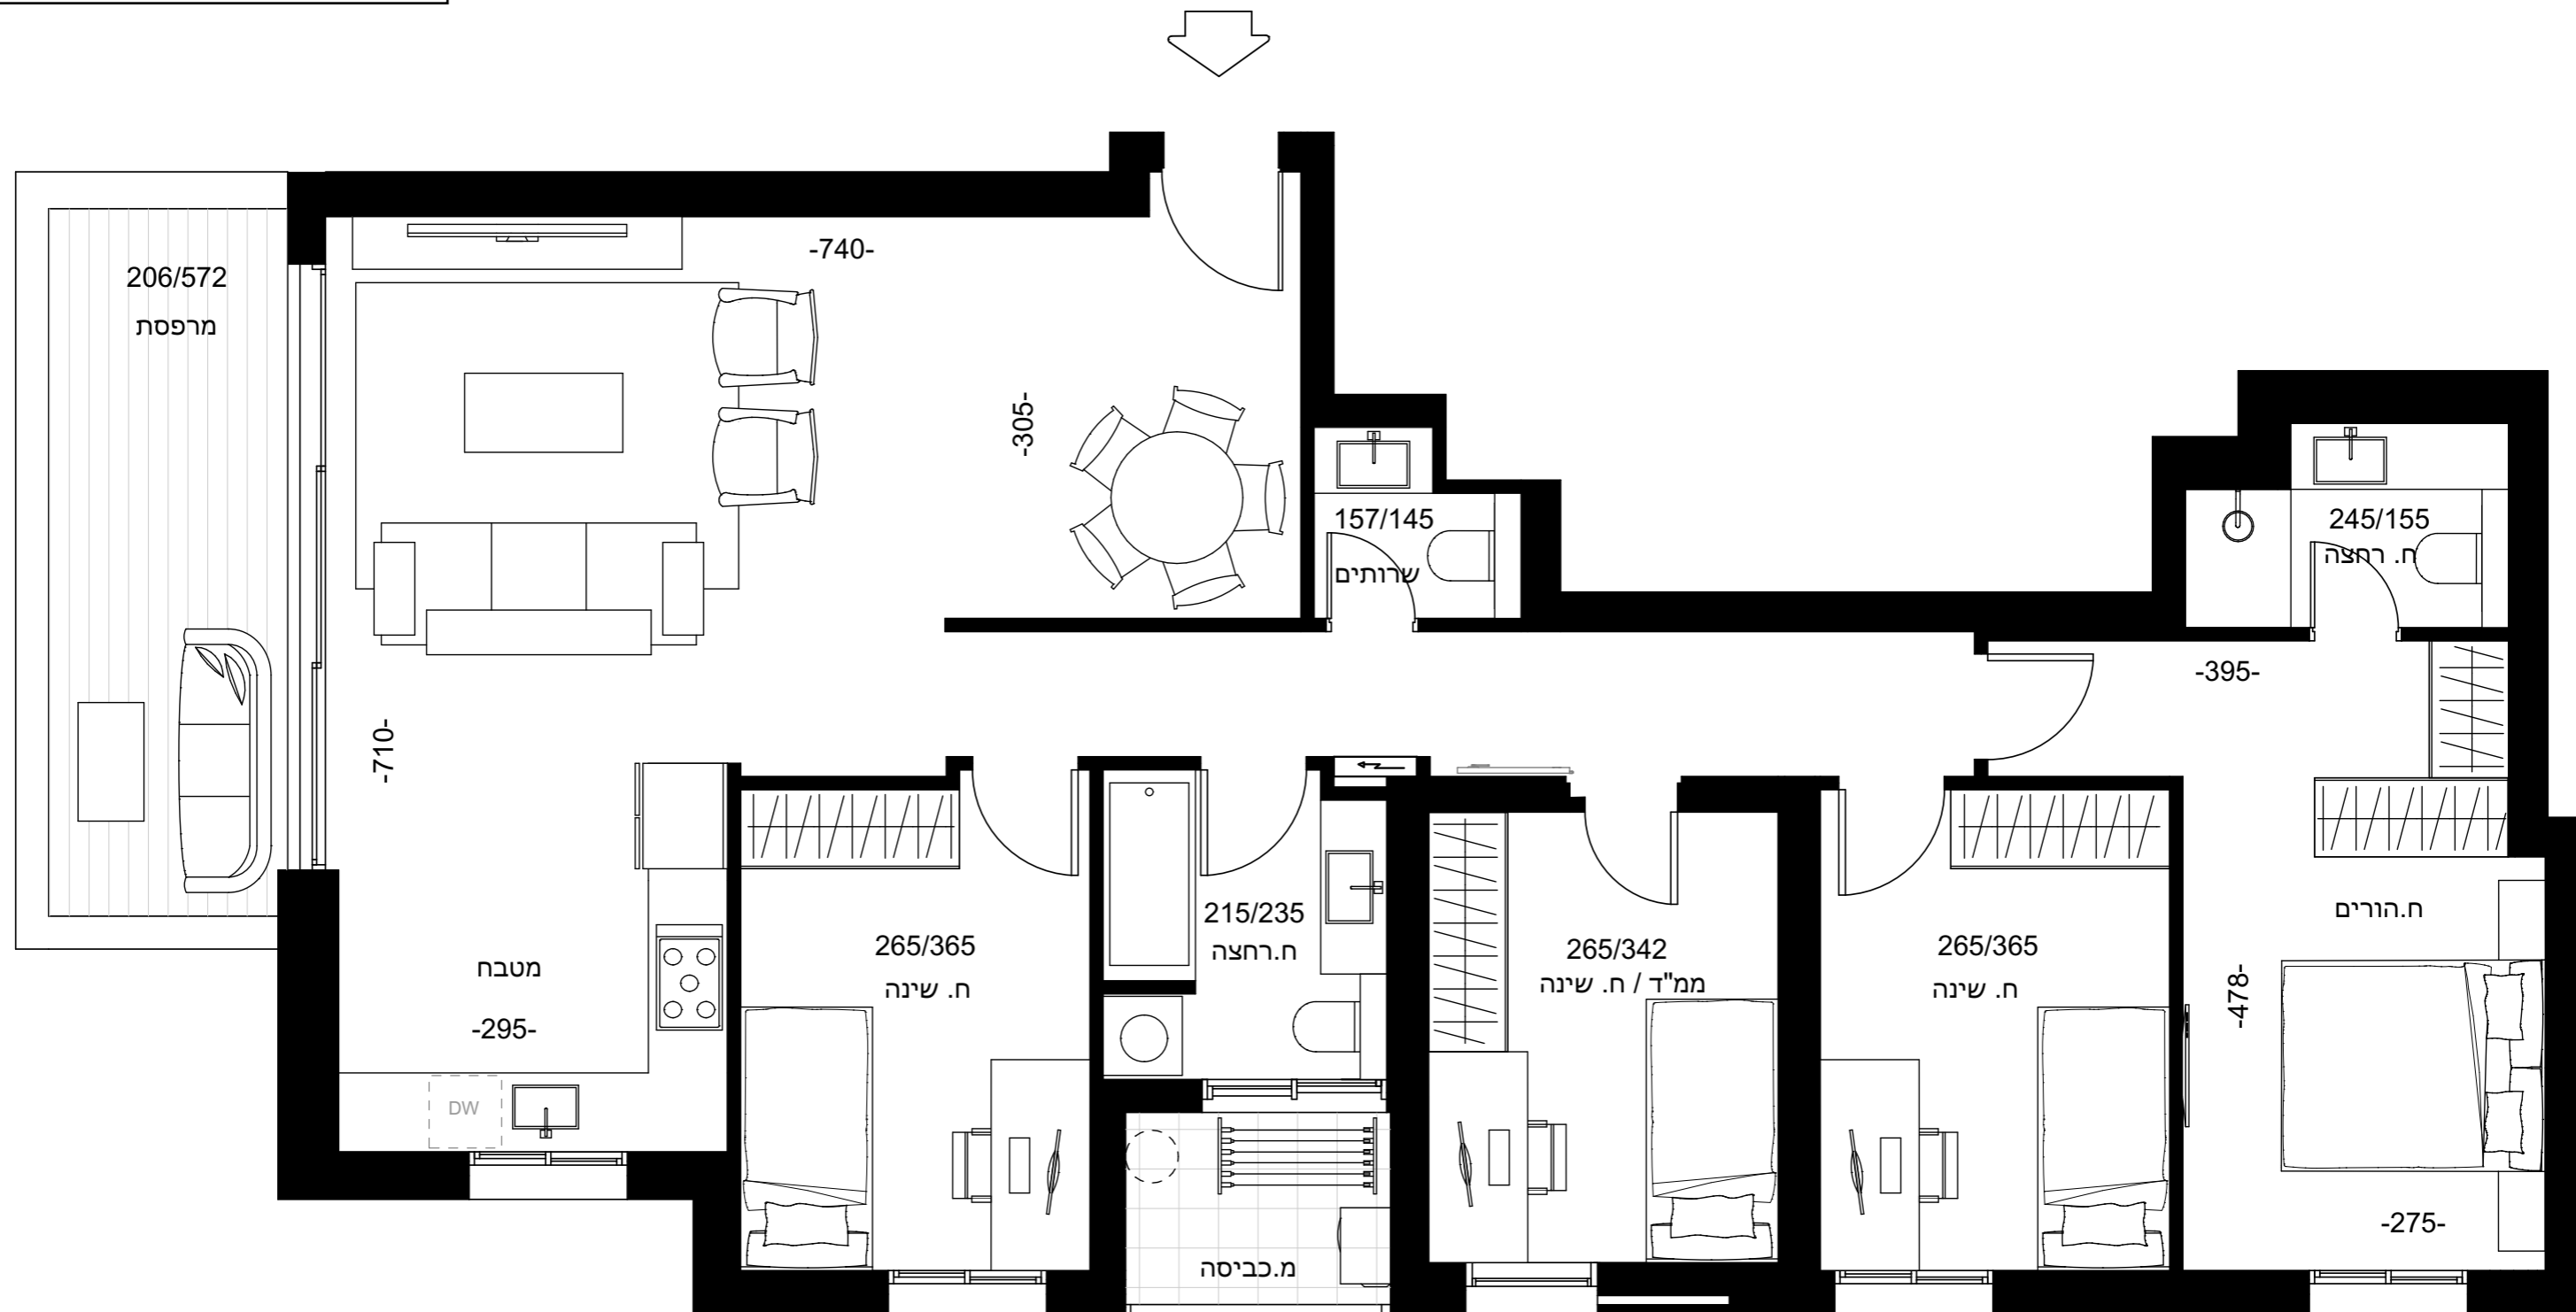 -740-
206/572
מרפסת
-305-
157/145
שרותים
245/155
ח. רחצה
-395-
-710-
ח.הורים
215/235
ח.רחצה
265/365
ח. שינה
265/342
ממ"ד / ח. שינה
265/365
ח. שינה
-478-
מטבח
-295-
DW
-275-
מ.כביסה